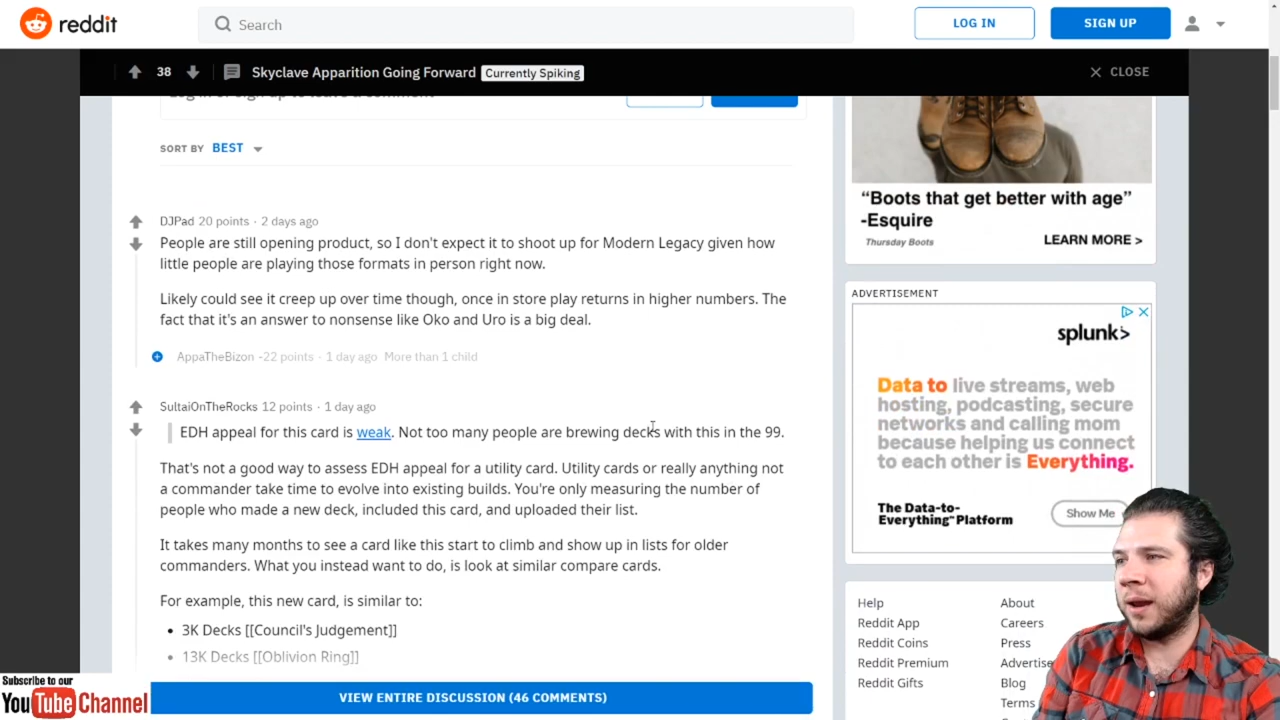 reddit
Search
LOG IN
SIGN UP
38
Skyclave Apparition Going Forward
Currently Spiking
CLOSE
SORT BY BEST
DJPad 20 points · 2 days ago
People are still opening product, so I don't expect it to shoot up for Modern Legacy given how
little people are playing those formats in person right now.
Likely could see it creep up over time though, once in store play returns in higher numbers. The
fact that it's an answer to nonsense like Oko and Uro is a big deal.
AppaTheBizon -22 points · 1 day ago More than 1 child
SultaiOnTheRocks 12 points · 1 day ago
EDH appeal for this card is weak. Not too many people are brewing decks with this in the 99.
That's not a good way to asses EDH appeal for a utility card. Utility cards or really anything not
a commander take time to evolve into existing builds. You're only measuring the number of
people who made a new deck, included this card, and uploaded their list.
It takes many months to see a card like this start to climb and show up in lists for older
commanders. What you instead want to do, is look at similar compare cards.
For example, this new card, is similar to:
• 3K Decks [[Council's Judgement]]
• 13K Decks [[Oblivion Ring]]
VIEW ENTIRE DISCUSSION (46 COMMENTS)
Subscribe to our
YouTube Channel
“Boots that get better with age”
-Esquire
Thursday Boots
LEARN MORE >
ADVERTISEMENT
splunk>
Data to live streams, web
hosting, podcasting, secure
networks and calling mom
because helping us connect
to each other is Everything.
The Data-to-
Everything™ Platform
Show Me
Help
About
Reddit App
Careers
Reddit Coins
Press
Reddit Premium
Advertise
Reddit Gifts
Blog
Terms